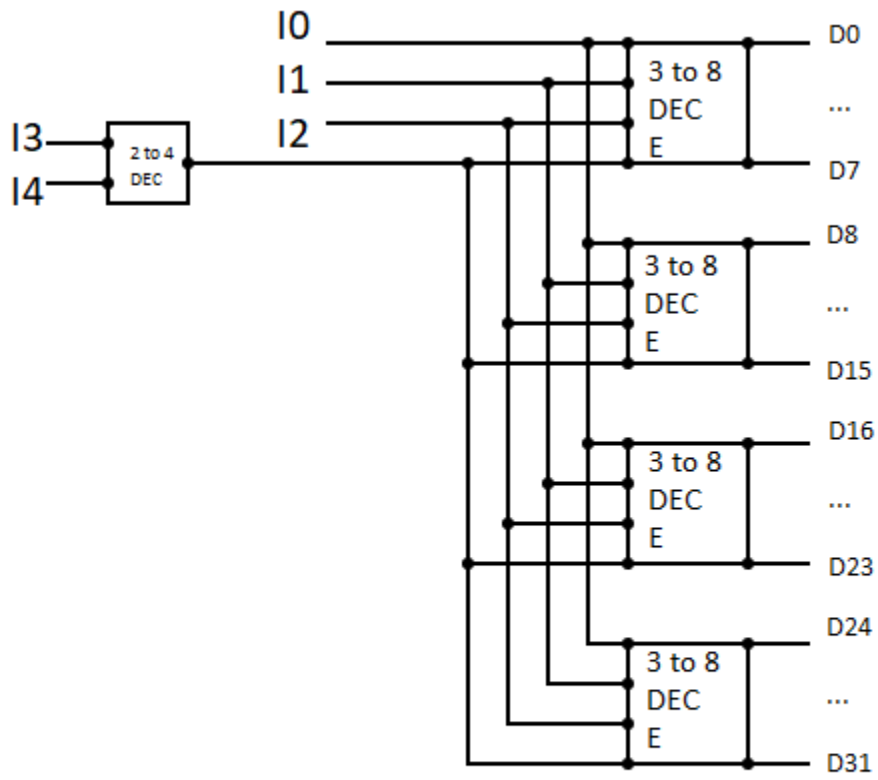 I0
I1
I2
I3
I4
2 to 4
DEC
3 to 8
DEC
E
D0
...
D7
3 to 8
DEC
E
D8
...
D15
3 to 8
DEC
E
D16
...
D23
3 to 8
DEC
E
D24
...
D31